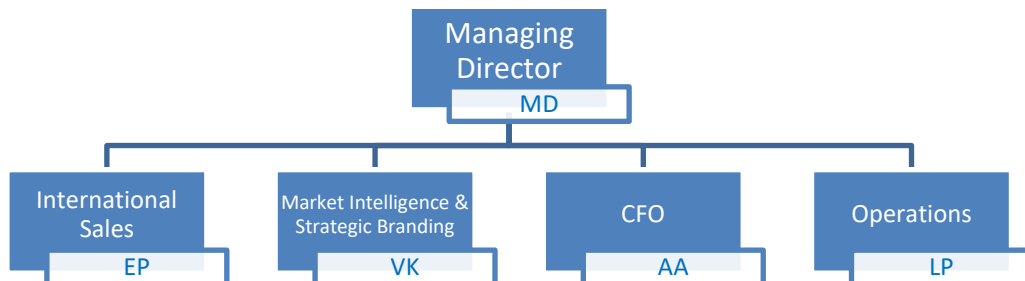 Managing
Director
MD
International
Sales
EP
Market Intelligence &
Strategic Branding
VK
CFO
AA
Operations
LP